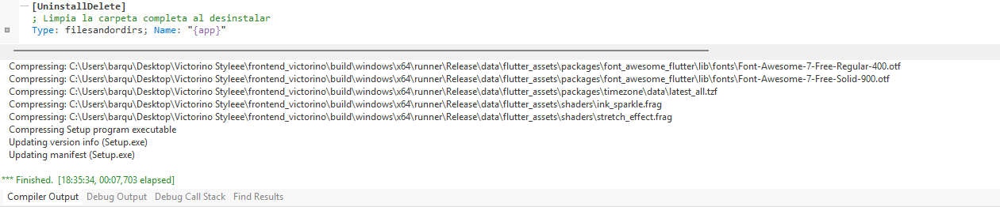 [UninstallDelete]
; Limpia la carpeta completa al desinstalar
Type: filesandordirs; Name: "{app}"
Compressing: C:\Users\barqu\Desktop\Victorino Styleee\frontend_victorino\build\windows\x64\runner\Release\data\flutter_assets\packages\font_awesome_flutter\lib\fonts\Font-Awesome-7-Free-Regular-400.otf
Compressing: C:\Users\barqu\Desktop\Victorino Styleee\frontend_victorino\build\windows\x64\runner\Release\data\flutter_assets\packages\font_awesome_flutter\lib\fonts\Font-Awesome-7-Free-Solid-900.otf
Compressing: C:\Users\barqu\Desktop\Victorino Styleee\frontend_victorino\build\windows\x64\runner\Release\data\flutter_assets\packages\timezone\data\latest_all.tzf
Compressing: C:\Users\barqu\Desktop\Victorino Styleee\frontend_victorino\build\windows\x64\runner\Release\data\flutter_assets\shaders\ink_sparkle.frag
Compressing: C:\Users\barqu\Desktop\Victorino Styleee\frontend_victorino\build\windows\x64\runner\Release\data\flutter_assets\shaders\stretch_effect.frag
Compressing Setup program executable
Updating version info (Setup.exe)
Updating manifest (Setup.exe)
*** Finished.  [18:35:34, 00:07,703 elapsed]
Compiler Output Debug Output Debug Call Stack Find Results